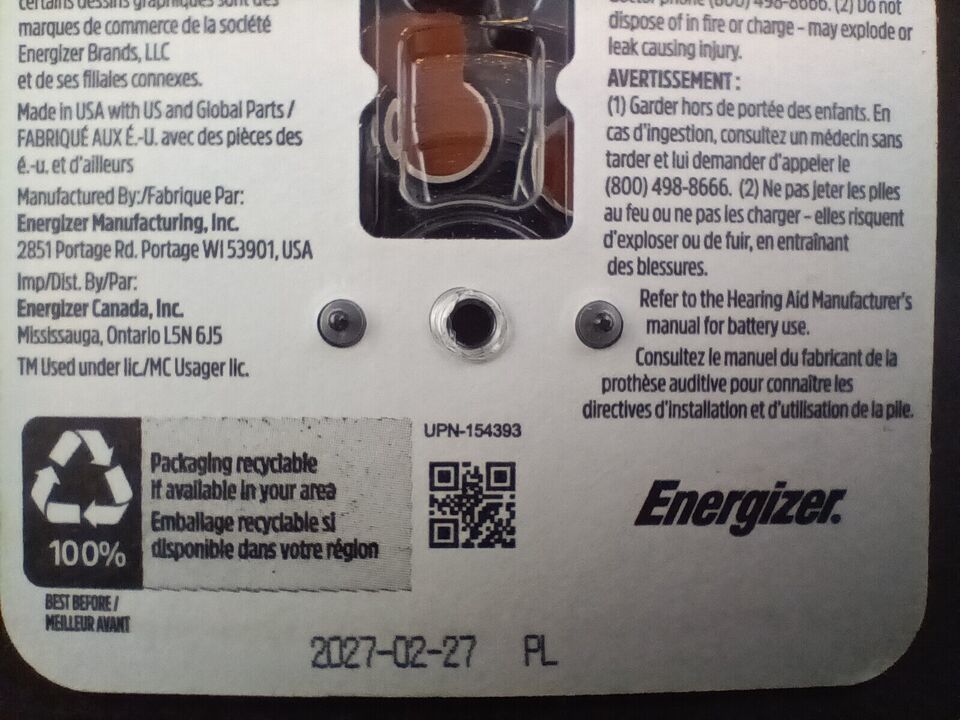 certains dessins graphiques sont des
marques de commerce de la société
Energizer Brands, LLC
et de ses filiales connexes.
Made in USA with US and Global Parts /
FABRIQUÉ AUX É.-U. avec des pièces des
é.-u. et d'ailleurs
Manufactured By:/Fabrique Par:
Energizer Manufacturing, Inc.
2851 Portage Rd. Portage WI 53901, USA
Imp/Dist. By/Par:
Energizer Canada, Inc.
Mississauga, Ontario L5N 6J5
TM Used under lic./MC Usager lic.
phone (800) 498-8666. (2) Do not
dispose of in fire or charge - may explode or
leak causing injury.
AVERTISSEMENT :
(1) Garder hors de portée des enfants. En
cas d'ingestion, consultez un médecin sans
tarder et lui demander d'appeler le
(800) 498-8666. (2) Ne pas jeter les piles
au feu ou ne pas les charger - elles risquent
d'exploser ou de fuir, en entraînant
des blessures.
Refer to the Hearing Aid Manufacturer's
manual for battery use.
Consultez le manuel du fabricant de la
prothèse auditive pour connaître les
directives d'installation et d'utilisation de la pile.
UPN-154393
Packaging recyclable
if available in your area
Emballage recyclable si
disponible dans votre région
100%
Energizer.
BEST BEFORE /
MEILLEUR AVANT
2027-02-27 PL